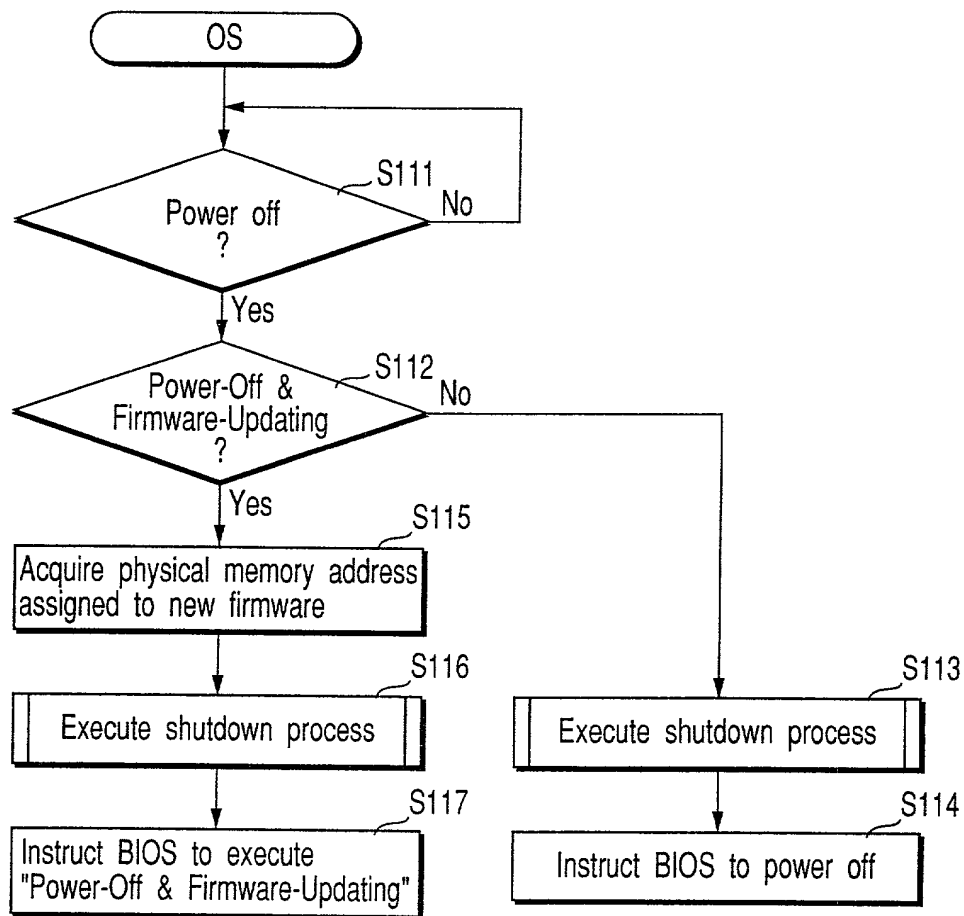 OS
S111
Power off
?
No
Yes
S112
Power-Off &
Firmware-Updating
?
No
Yes
S115
Acquire physical memory address
assigned to new firmware
S116
Execute shutdown process
S113
Execute shutdown process
S117
Instruct BIOS to execute
"Power-Off & Firmware-Updating"
S114
Instruct BIOS to power off